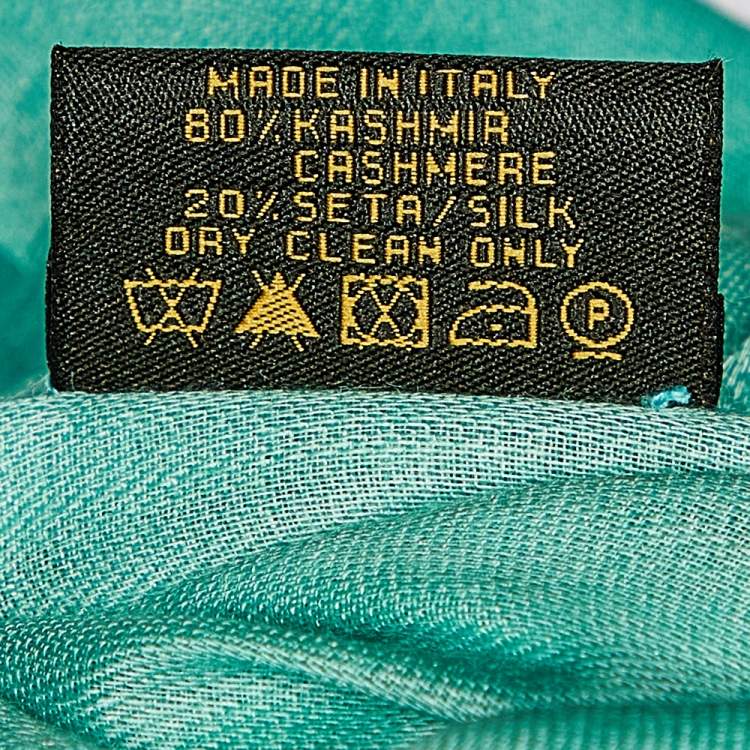 MADE IN ITALY
80% KASHMIR
CASHMERE
20% SETA/SILK
DRY CLEAN ONLY
P